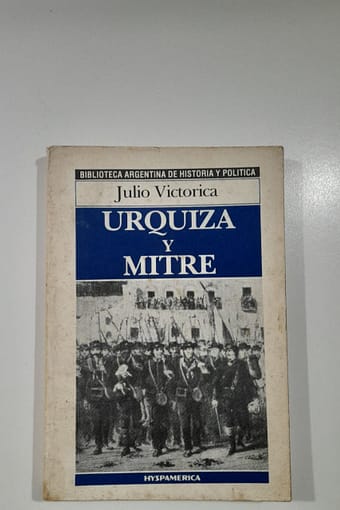 BIBLIOTECA ARGENTINA DE HISTORIA Y POLITICA
Julio Victorica
URQUIZA
Y
MITRE
HYSPAMERICA